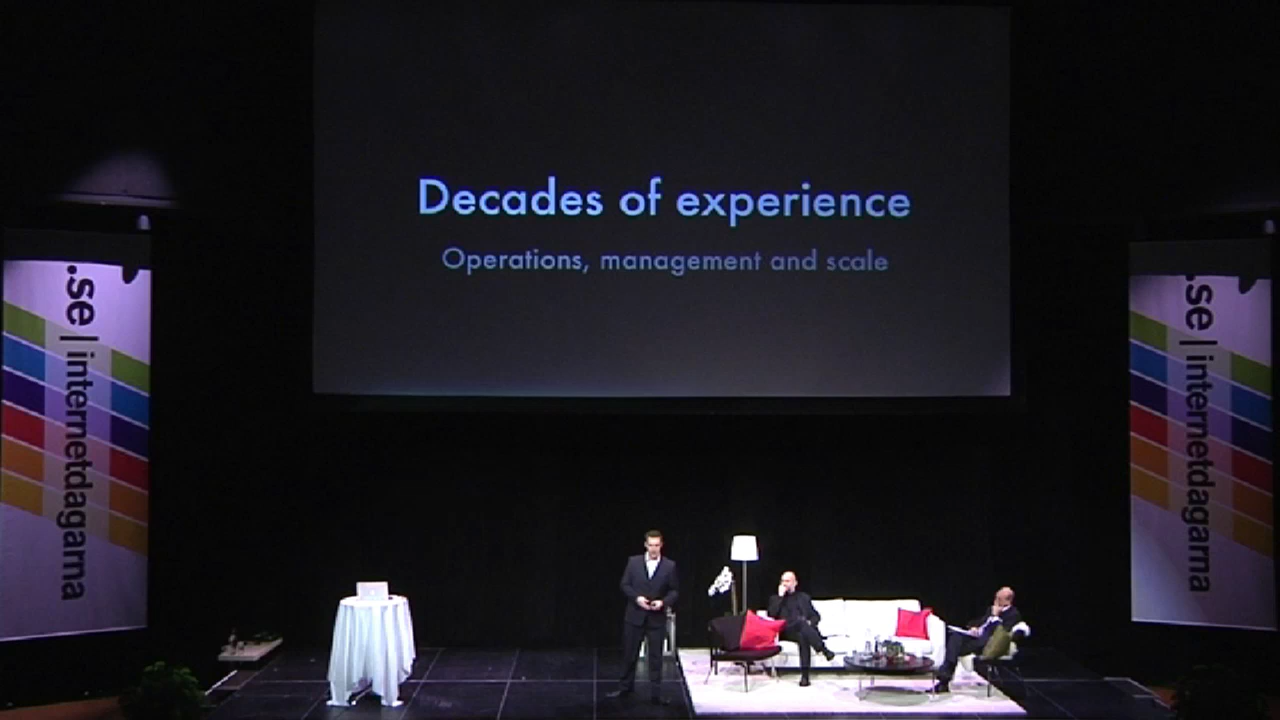 Decades of experience
Operations, management and scale
.se | internetdagarna
.se | internetdagarna